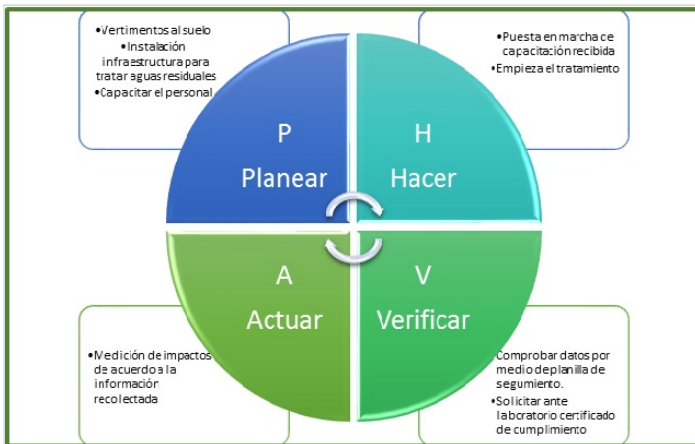 •Vertimentos al suelo
•Instalación
infraestructura para
tratar aguas residuales
•Capacitar el personal
•Puesta en marcha de
capacitación recibida
•Empieza el tratamiento
P
Planear
H
Hacer
A
Actuar
V
Verificar
•Medición de impactos
de acuerdo a la
información
recolectada
Comprobar datos por
medio de planilla de
segumiento.
•Solicitar ante
laboratorio certificado
de cumplimiento